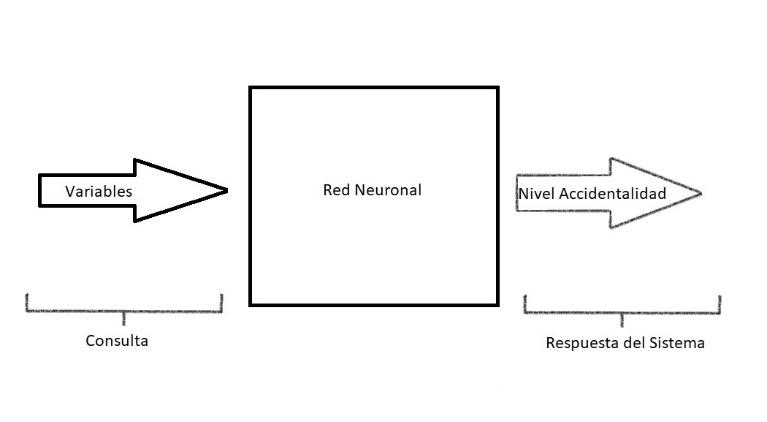 Variables
Red Neuronal
Nivel Accidentalidad
Consulta
Respuesta del Sistema